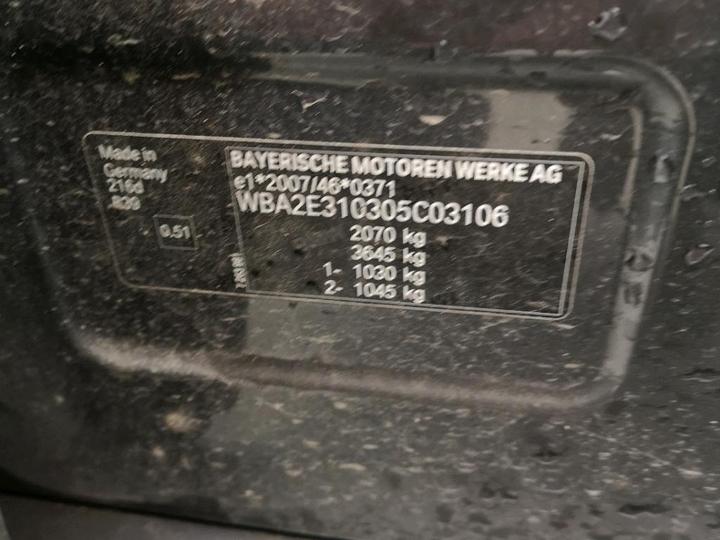 Made in
Germany
216d
B39
0.51
BAYERISCHE MOTOREN WERKE AG
e1*2007/46*0371
WBA2E310305C03106
2070 kg
3645 kg
1- 1030 kg
2- 1045 kg